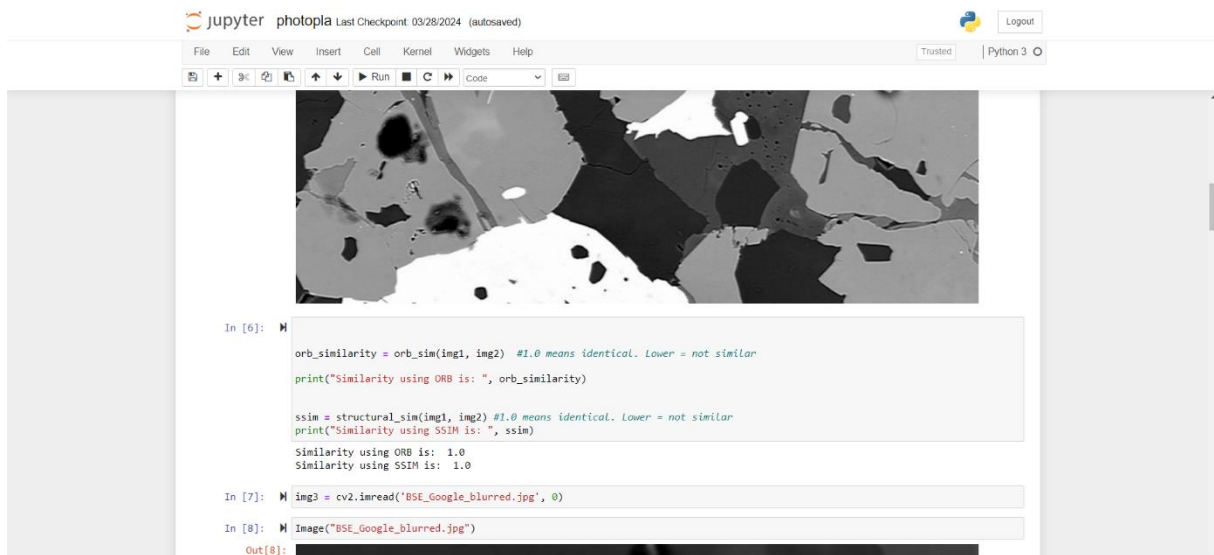 jupyter photopla Last Checkpoint: 03/28/2024 (autosaved)
Logout
File Edit View Insert Cell Kernel Widgets Help
Trusted
Python 3
Run
Code
In [6]:
orb_similarity = orb_sim(img1, img2) #1.0 means identical. Lower = not similar
print("Similarity using ORB is: ", orb_similarity)
ssim = structural_sim(img1, img2) #1.0 means identical. Lower = not similar
print("Similarity using SSIM is: ", ssim)
Similarity using ORB is: 1.0
Similarity using SSIM is: 1.0
In [7]: img3 = cv2.imread('BSE_Google_blurred.jpg', 0)
In [8]: Image("BSE_Google_blurred.jpg")
Out[8]: